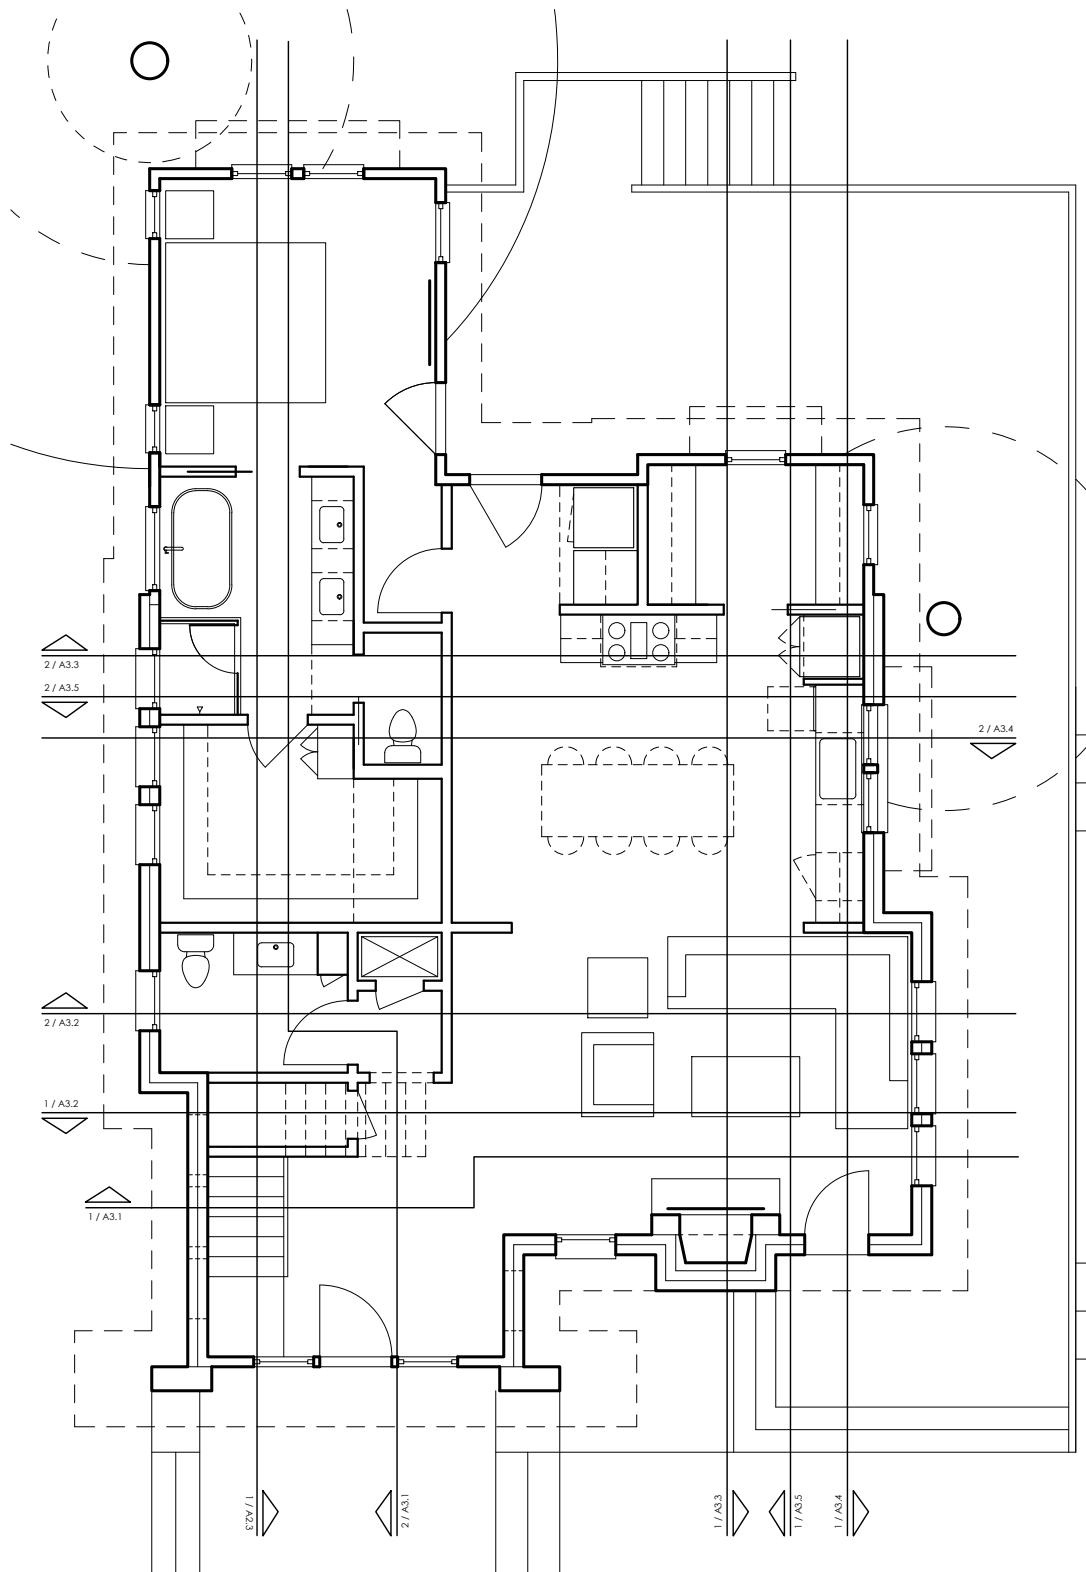 2 / A3.3
2 / A3.5
2 / A3.4
2 / A3.2
1 / A3.2
1 / A3.1
1 / A2.3
2 / A3.1
1 / A3.3
1 / A3.5
1 / A3.4